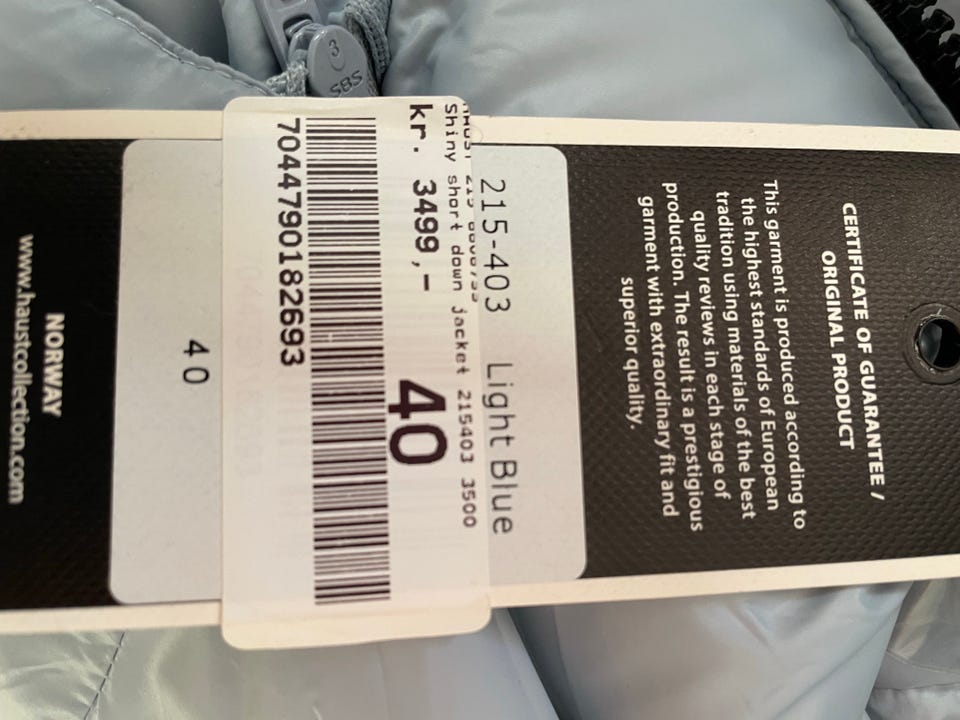 3
SBS
CERTIFICATE OF GUARANTEE /
ORIGINAL PRODUCT
This garment is produced according to
the highest standards of European
tradition using materials of the best
quality reviews in each stage of
production. The result is a prestigious
garment with extraordinary fit and
superior quality.
215-403 Light Blue
Shiny short down jacket 215403 3500
kr. 3499,-
40
7044790182693
40
NORWAY
www.haustcollection.com